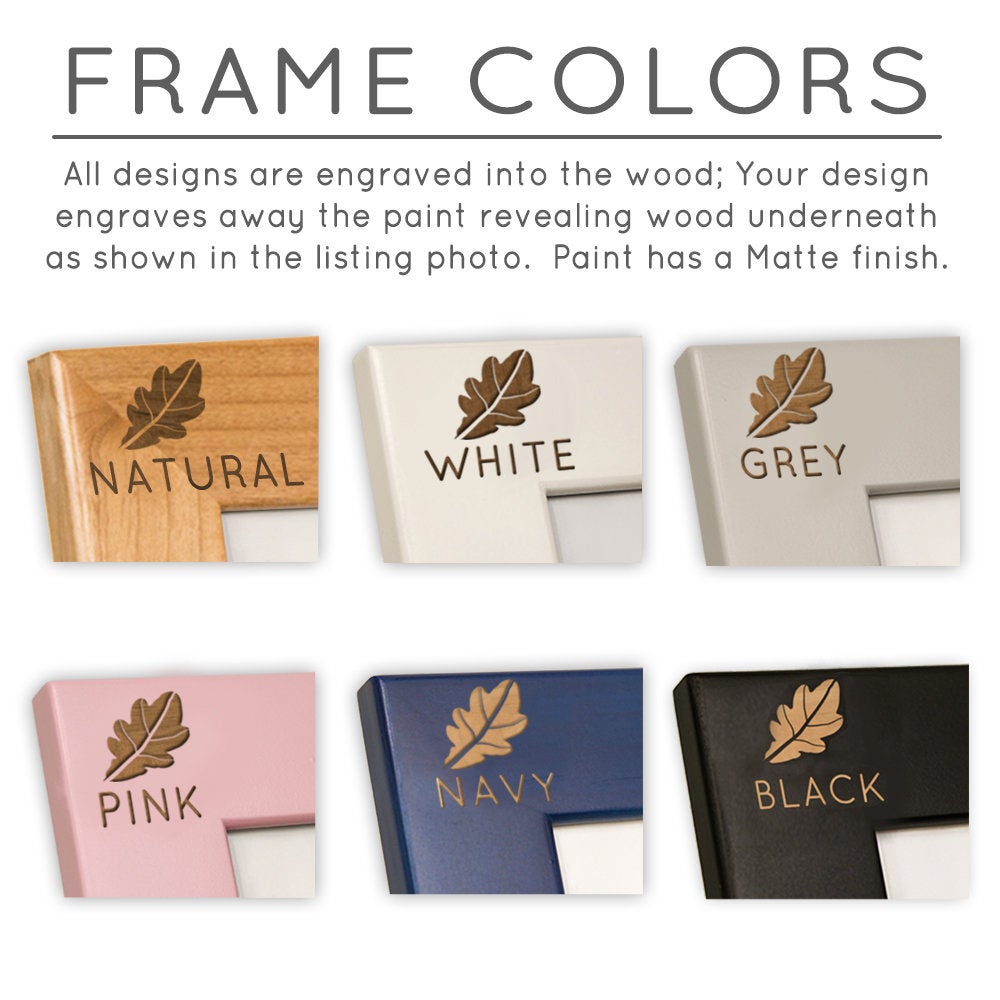 FRAME COLORS
All designs are engraved into the wood; Your design
engraves away the paint revealing wood underneath
as shown in the listing photo. Paint has a Matte finish.
NATURAL
WHITE
GREY
PINK
NAVY
BLACK